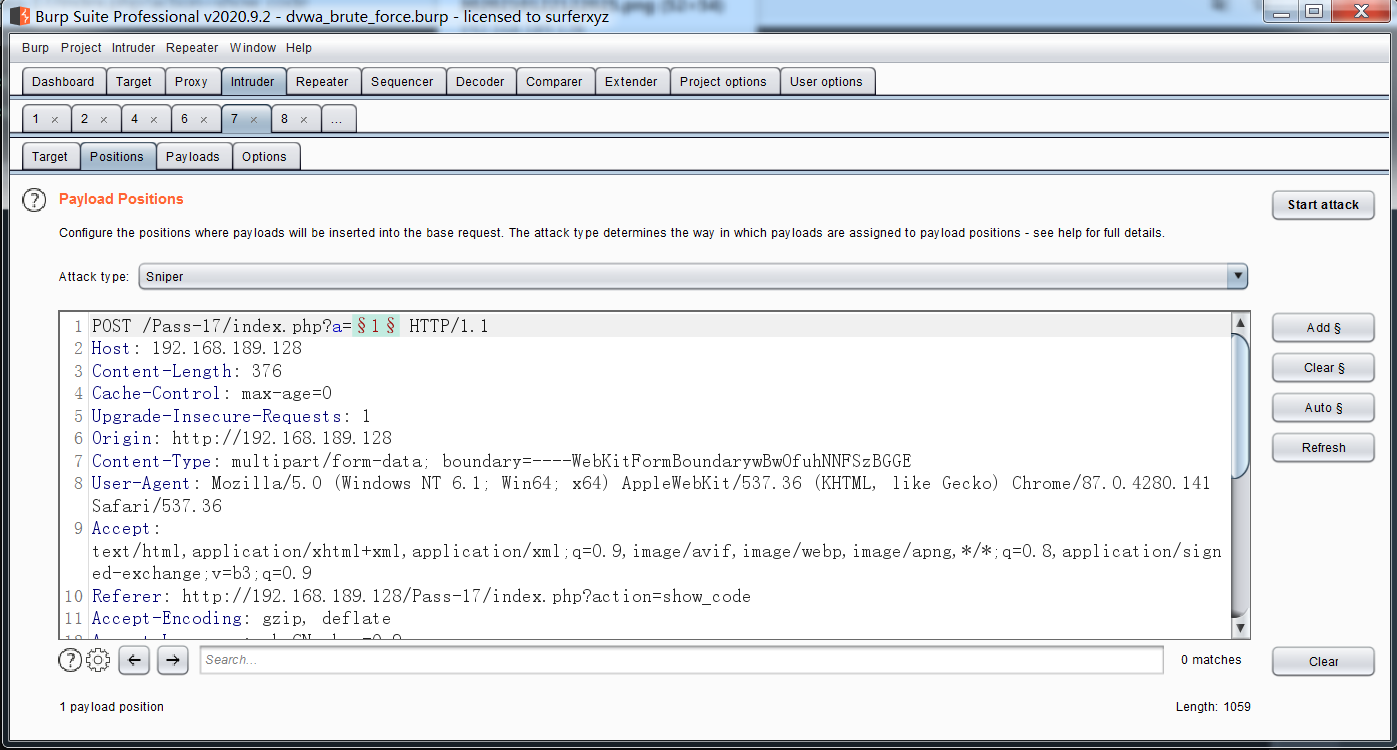 Burp Suite Professional v2020.9.2 - dvwa_brute_force.burp - licensed to surferxyz
Burp Project Intruder Repeater Window Help
Dashboard Target Proxy Intruder Repeater Sequencer Decoder Comparer Extender Project options User options
1 × 2 × 4 × 6 × 7 × 8 × ...
Target Positions Payloads Options
? Payload Positions
Start attack
Configure the positions where payloads will be inserted into the base request. The attack type determines the way in which payloads are assigned to payload positions - see help for full details.
Attack type: Sniper
1 POST /Pass-17/index.php?a=§1§ HTTP/1.1
Add §
2 Host: 192.168.189.128
3 Content-Length: 376
Clear §
4 Cache-Control: max-age=0
5 Upgrade-Insecure-Requests: 1
Auto §
6 Origin: http://192.168.189.128
Refresh
7 Content-Type: multipart/form-data; boundary=----WebKitFormBoundarywBwOfuhNNFSzBGGE
8 User-Agent: Mozilla/5.0 (Windows NT 6.1; Win64; x64) AppleWebKit/537.36 (KHTML, like Gecko) Chrome/87.0.4280.141
Safari/537.36
9 Accept:
text/html,application/xhtml+xml,application/xml;q=0.9,image/avif,image/webp,image/apng,*/*;q=0.8,application/sign
ed-exchange;v=b3;q=0.9
10 Referer: http://192.168.189.128/Pass-17/index.php?action=show_code
11 Accept-Encoding: gzip, deflate
? ← → Search... 0 matches Clear
1 payload position
Length: 1059